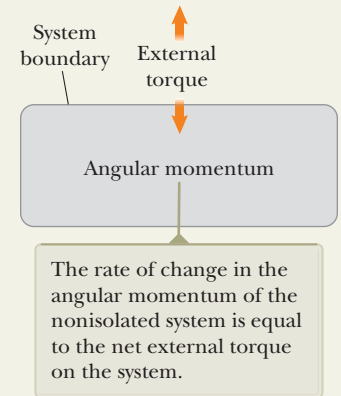 System
boundary
External
torque
Angular momentum
The rate of change in the
angular momentum of the
nonisolated system is equal
to the net external torque
on the system.